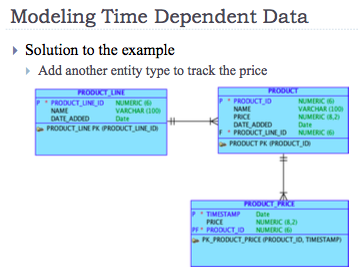 Modeling Time Dependent Data
Solution to the example
Add another entity type to track the price
PRODUCT_LINE
P * PRODUCT_LINE_ID NUMERIC (6)
NAME VARCHAR (100)
DATE_ADDED Date
PRODUCT_LINE PK (PRODUCT_LINE_ID)
PRODUCT
P * PRODUCT_ID NUMERIC (6)
NAME VARCHAR (100)
PRICE NUMERIC (8,2)
DATE_ADDED Date
F * PRODUCT_LINE_ID NUMERIC (6)
PRODUCT PK (PRODUCT_ID)
PRODUCT_PRICE
P * TIMESTAMP Date
PRICE NUMERIC (8,2)
PF* PRODUCT_ID NUMERIC (6)
PK_PRODUCT_PRICE (PRODUCT_ID, TIMESTAMP)